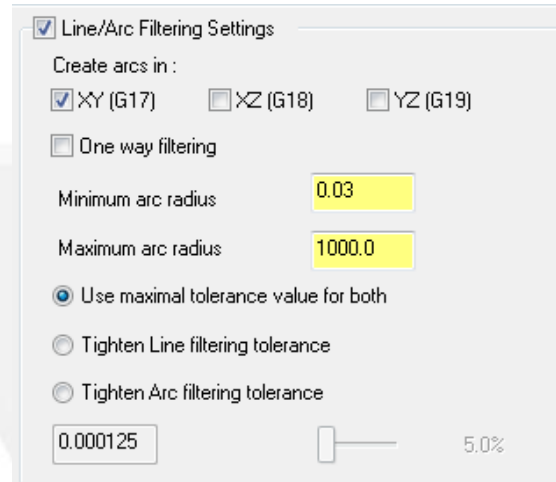 Line/Arc Filtering Settings
Create arcs in :
XY (G17) XZ (G18) YZ (G19)
One way filtering
Minimum arc radius 0.03
Maximum arc radius 1000.0
Use maximal tolerance value for both
Tighten Line filtering tolerance
Tighten Arc filtering tolerance
0.000125 5.0%